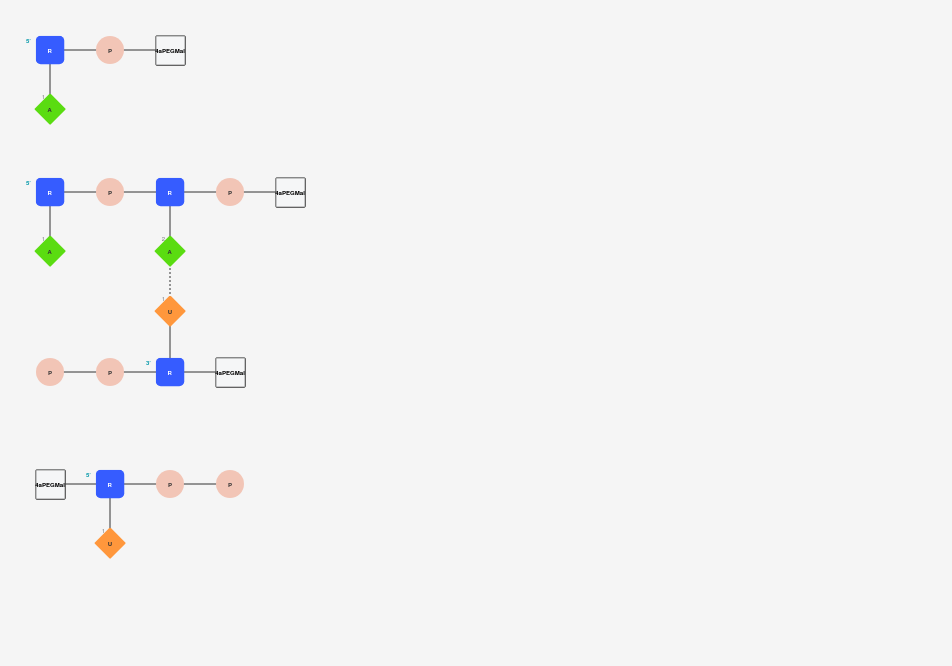 5'
R P 4aPEGMal
1
A
5'
R P R P 4aPEGMal
1 2
A A
1
U
3'
P P R 4aPEGMal
5'
4aPEGMal R P P
1
U